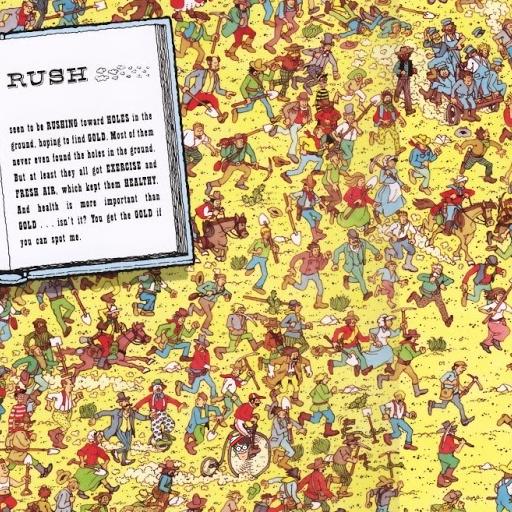 RUSH
seen to be RUSHING toward HOLES in the
ground, hoping to find GOLD. Most of them
never even found the holes in the ground.
But at least they all got EXERCISE and
FRESH AIR, which kept them HEALTHY.
And health is more important than
GOLD . . . isn't it? You get the GOLD if
you can spot me.